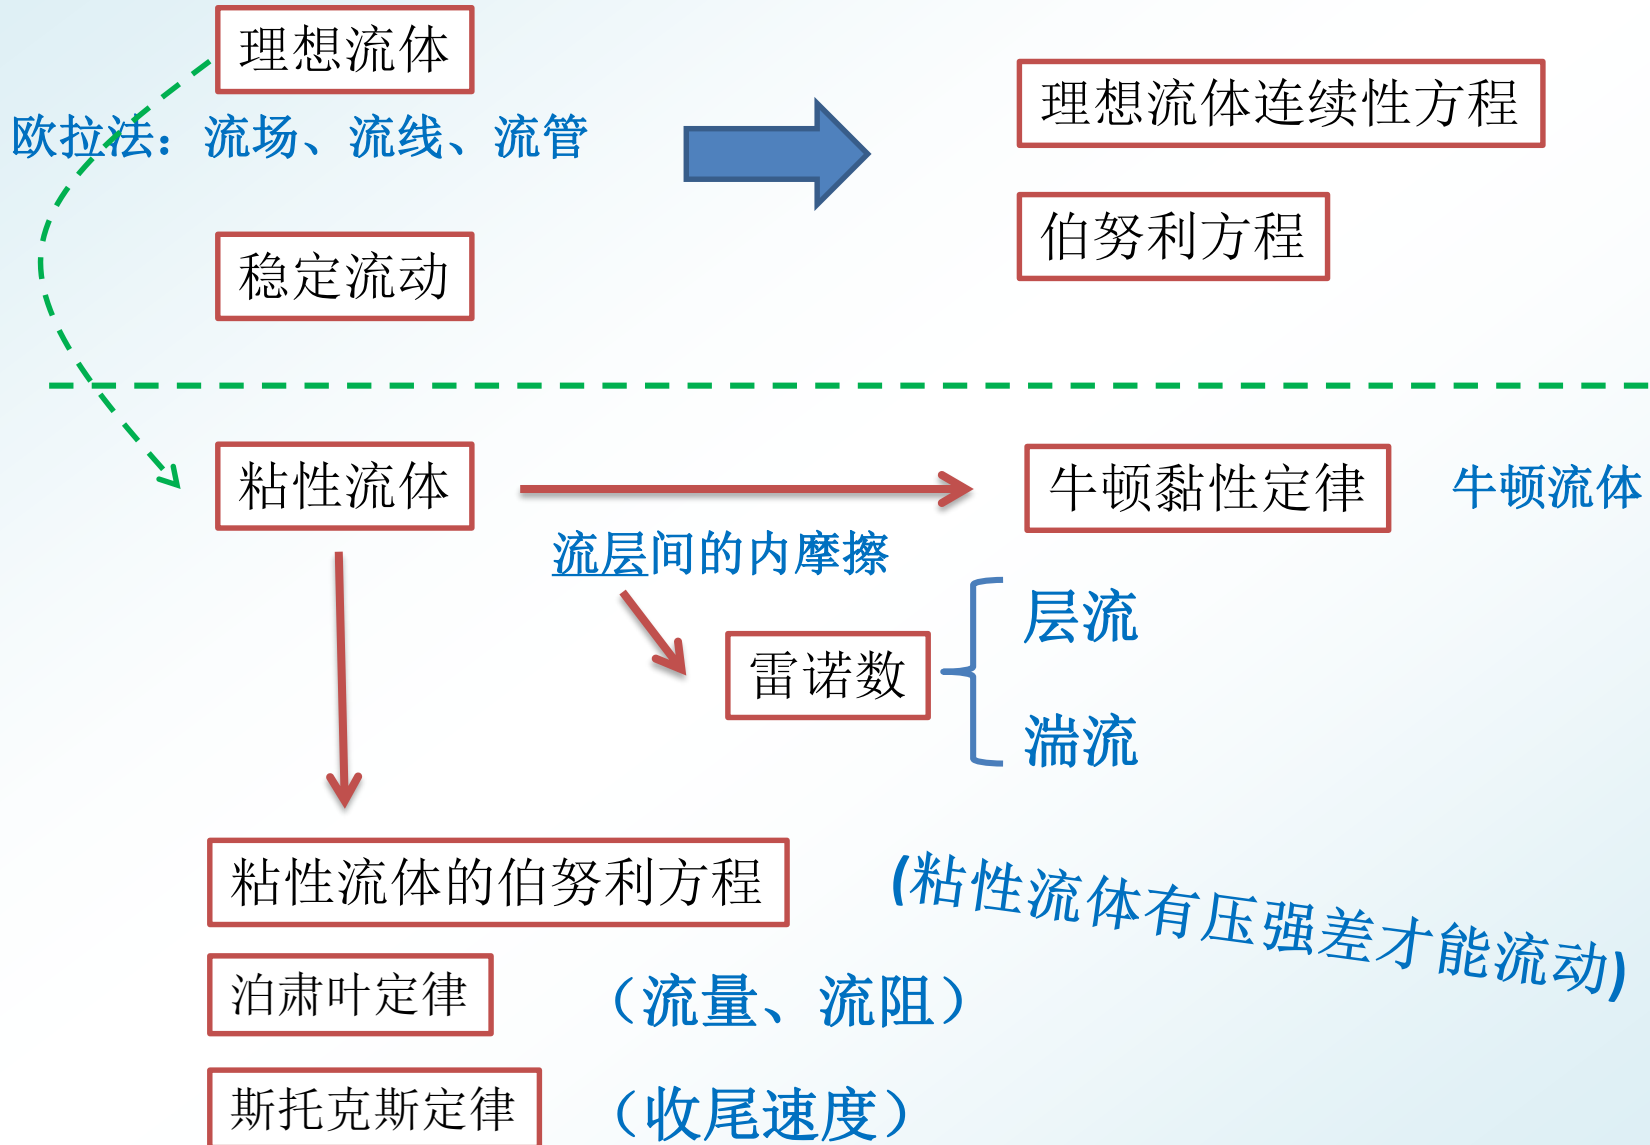 理想流体
欧拉法：流场、流线、流管
稳定流动
理想流体连续性方程
伯努利方程
粘性流体
流层间的内摩擦
牛顿黏性定律
牛顿流体
雷诺数
层流
湍流
粘性流体的伯努利方程
(粘性流体有压强差才能流动)
泊肃叶定律
（流量、流阻）
斯托克斯定律
（收尾速度）